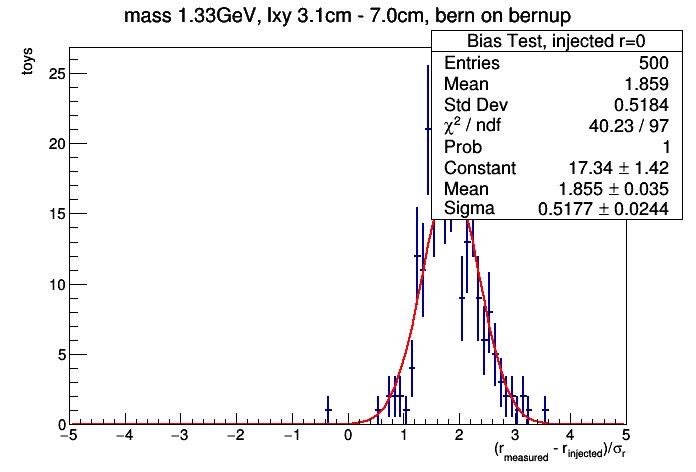 mass 1.33GeV, lxy 3.1cm - 7.0cm, bern on bernup
Bias Test, injected r=0
Entries 500
Mean 1.859
Std Dev 0.5184
χ² / ndf 40.23 / 97
Prob 1
Constant 17.34 ± 1.42
Mean 1.855 ± 0.035
Sigma 0.5177 ± 0.0244
toys
25
20
15
10
5
0
−5 −4 −3 −2 −1 0 1 2 3 4 5
(r_measured - r_injected)/σ_r